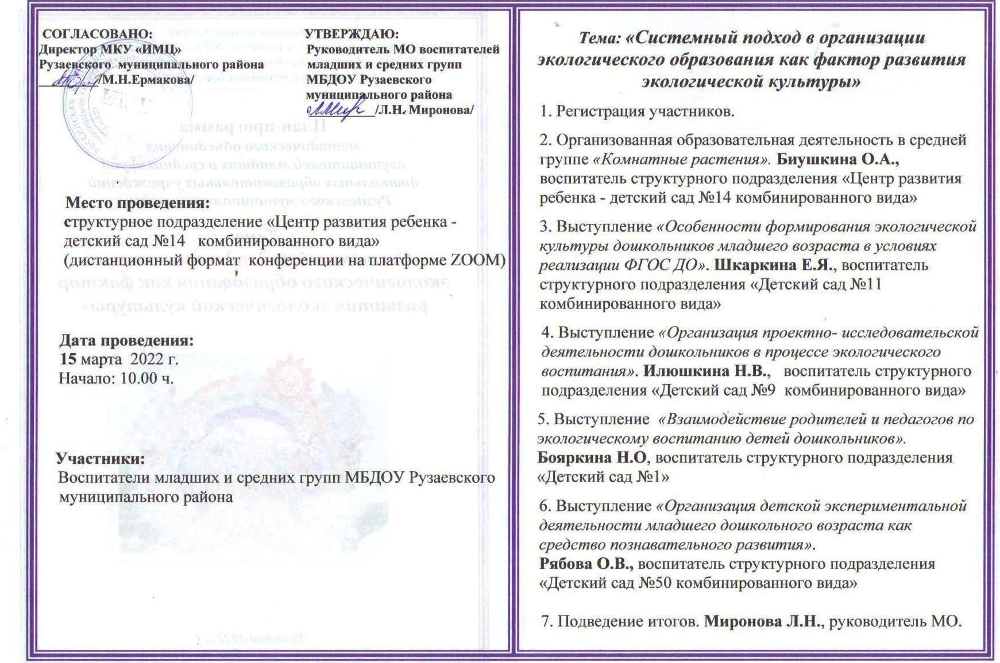 СОГЛАСОВАНО:
Директор МКУ «ИМЦ»
Рузаевского муниципального района
/М.Н.Ермакова/
УТВЕРЖДАЮ:
Руководитель МО воспитателей
младших и средних групп
МБДОУ Рузаевского
муниципального района
/Л.Н. Миронова/
Место проведения:
структурное подразделение «Центр развития ребенка -
детский сад №14 комбинированного вида»
(дистанционный формат конференции на платформе ZOOM)
Дата проведения:
15 марта 2022 г.
Начало: 10.00 ч.
Участники:
Воспитатели младших и средних групп МБДОУ Рузаевского
муниципального района
Тема: «Системный подход в организации
экологического образования как фактор развития
экологической культуры»
1. Регистрация участников.
2. Организованная образовательная деятельность в средней
группе «Комнатные растения». Биушкина О.А.,
воспитатель структурного подразделения «Центр развития
ребенка - детский сад №14 комбинированного вида»
3. Выступление «Особенности формирования экологической
культуры дошкольников младшего возраста в условиях
реализации ФГОС ДО». Шкаркина Е.Я., воспитатель
структурного подразделения «Детский сад №11
комбинированного вида»
4. Выступление «Организация проектно- исследовательской
деятельности дошкольников в процессе экологического
воспитания». Илюшкина Н.В., воспитатель структурного
подразделения «Детский сад №9 комбинированного вида»
5. Выступление «Взаимодействие родителей и педагогов по
экологическому воспитанию детей дошкольников».
Бояркина Н.О, воспитатель структурного подразделения
«Детский сад №1»
6. Выступление «Организация детской экспериментальной
деятельности младшего дошкольного возраста как
средство познавательного развития».
Рябова О.В., воспитатель структурного подразделения
«Детский сад №50 комбинированного вида»
7. Подведение итогов. Миронова Л.Н., руководитель МО.